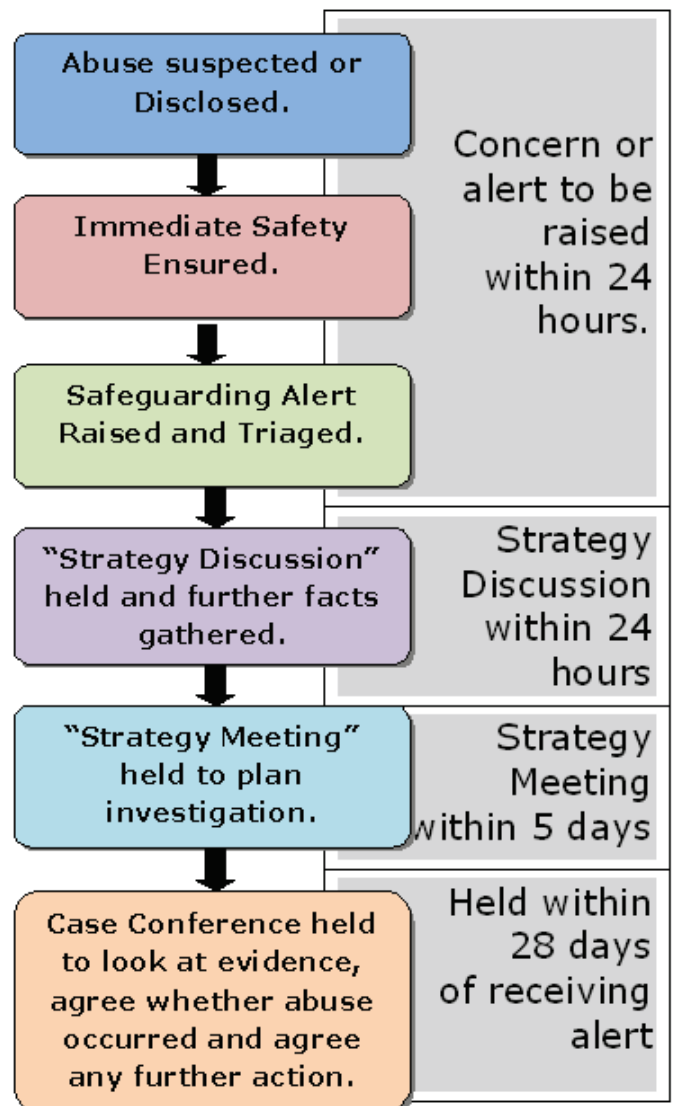 Abuse suspected or
Disclosed.
Immediate Safety
Ensured.
Safeguarding Alert
Raised and Triaged.
Concern or
alert to be
raised
within 24
hours.
“Strategy Discussion”
held and further facts
gathered.
Strategy
Discussion
within 24
hours
“Strategy Meeting”
held to plan
investigation.
Strategy
Meeting
within 5 days
Case Conference held
to look at evidence,
agree whether abuse
occurred and agree
any further action.
Held within
28 days
of receiving
alert